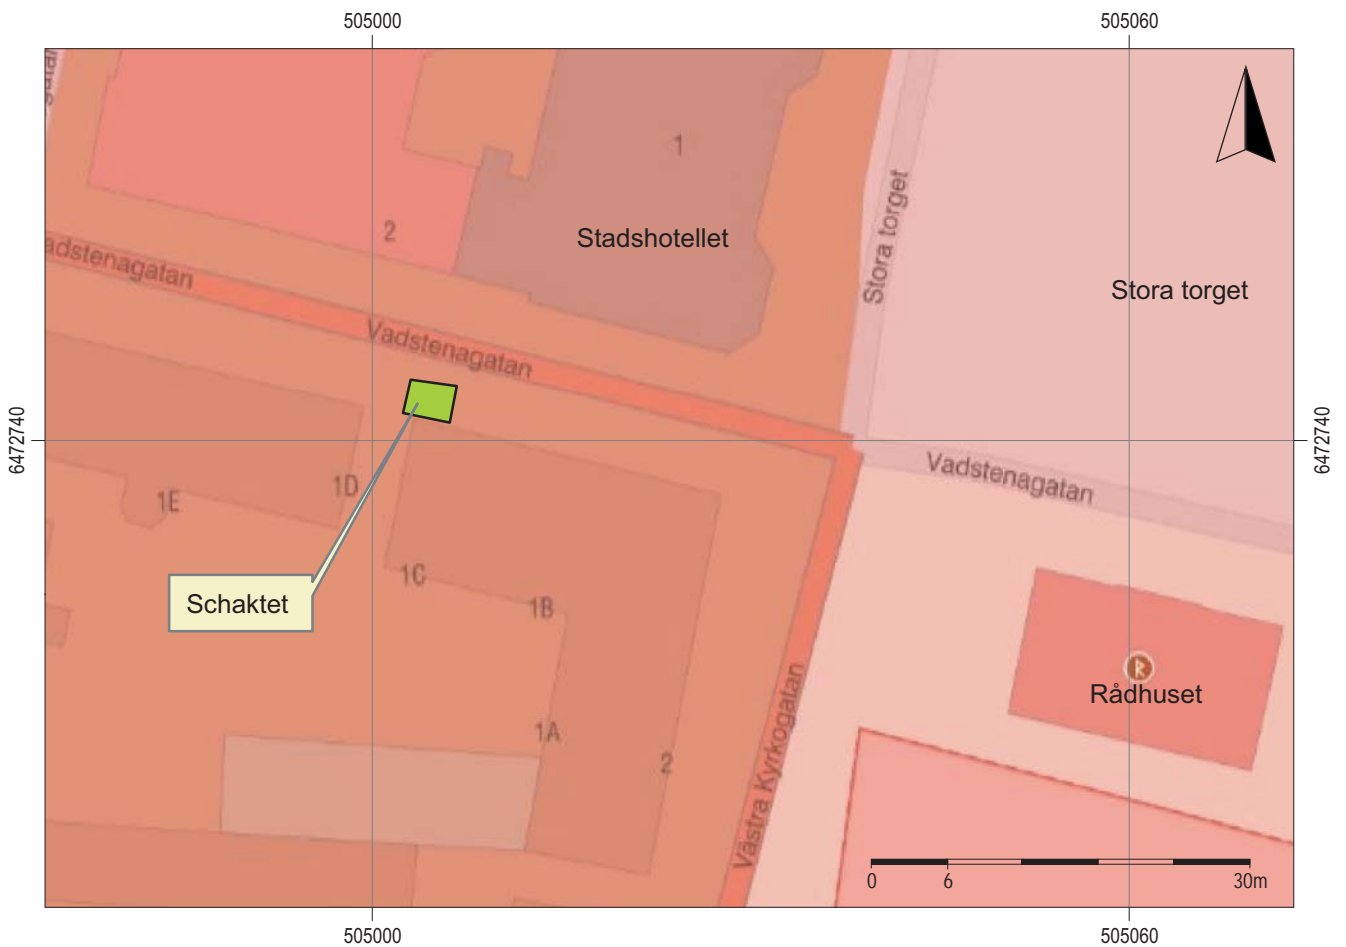 505000
505060
1
Stora torget
2
Stadshotellet
Stora torget
adstenagatan
Vadstenagatan
6472740
6472740
Vadstenagatan
1D
1E
1C
Schaktet
1B
Rådhuset
Västra Kyrkogatan
1A
2
0
6
30m
505000
505060